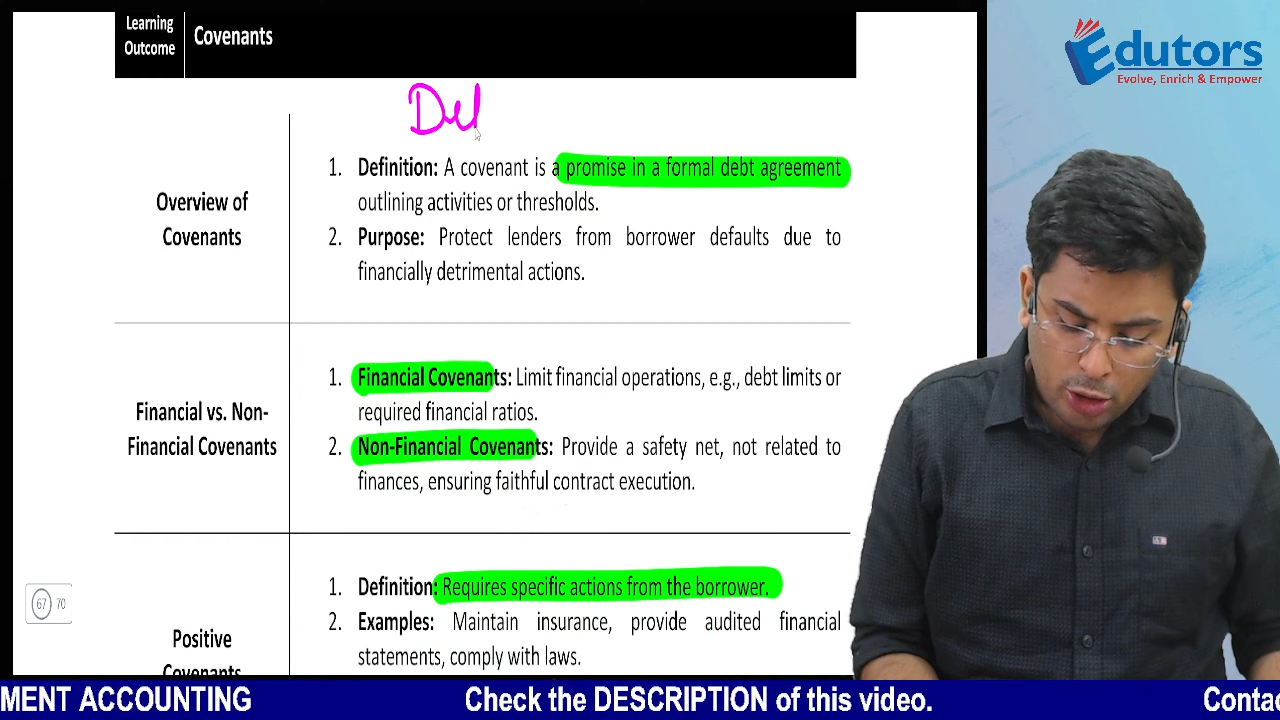 Learning
Outcome
Covenants
Edutors
Evolve, Enrich & Empower
Overview of
Covenants
1. Definition: A covenant is a promise in a formal debt agreement
outlining activities or thresholds.
2. Purpose: Protect lenders from borrower defaults due to
financially detrimental actions.
Financial vs. Non-
Financial Covenants
1. Financial Covenants: Limit financial operations, e.g., debt limits or
required financial ratios.
2. Non-Financial Covenants: Provide a safety net, not related to
finances, ensuring faithful contract execution.
Positive
Covenants
1. Definition: Requires specific actions from the borrower.
2. Examples: Maintain insurance, provide audited financial
statements, comply with laws.
67 70
MENT ACCOUNTING
Check the DESCRIPTION of this video.
Contac